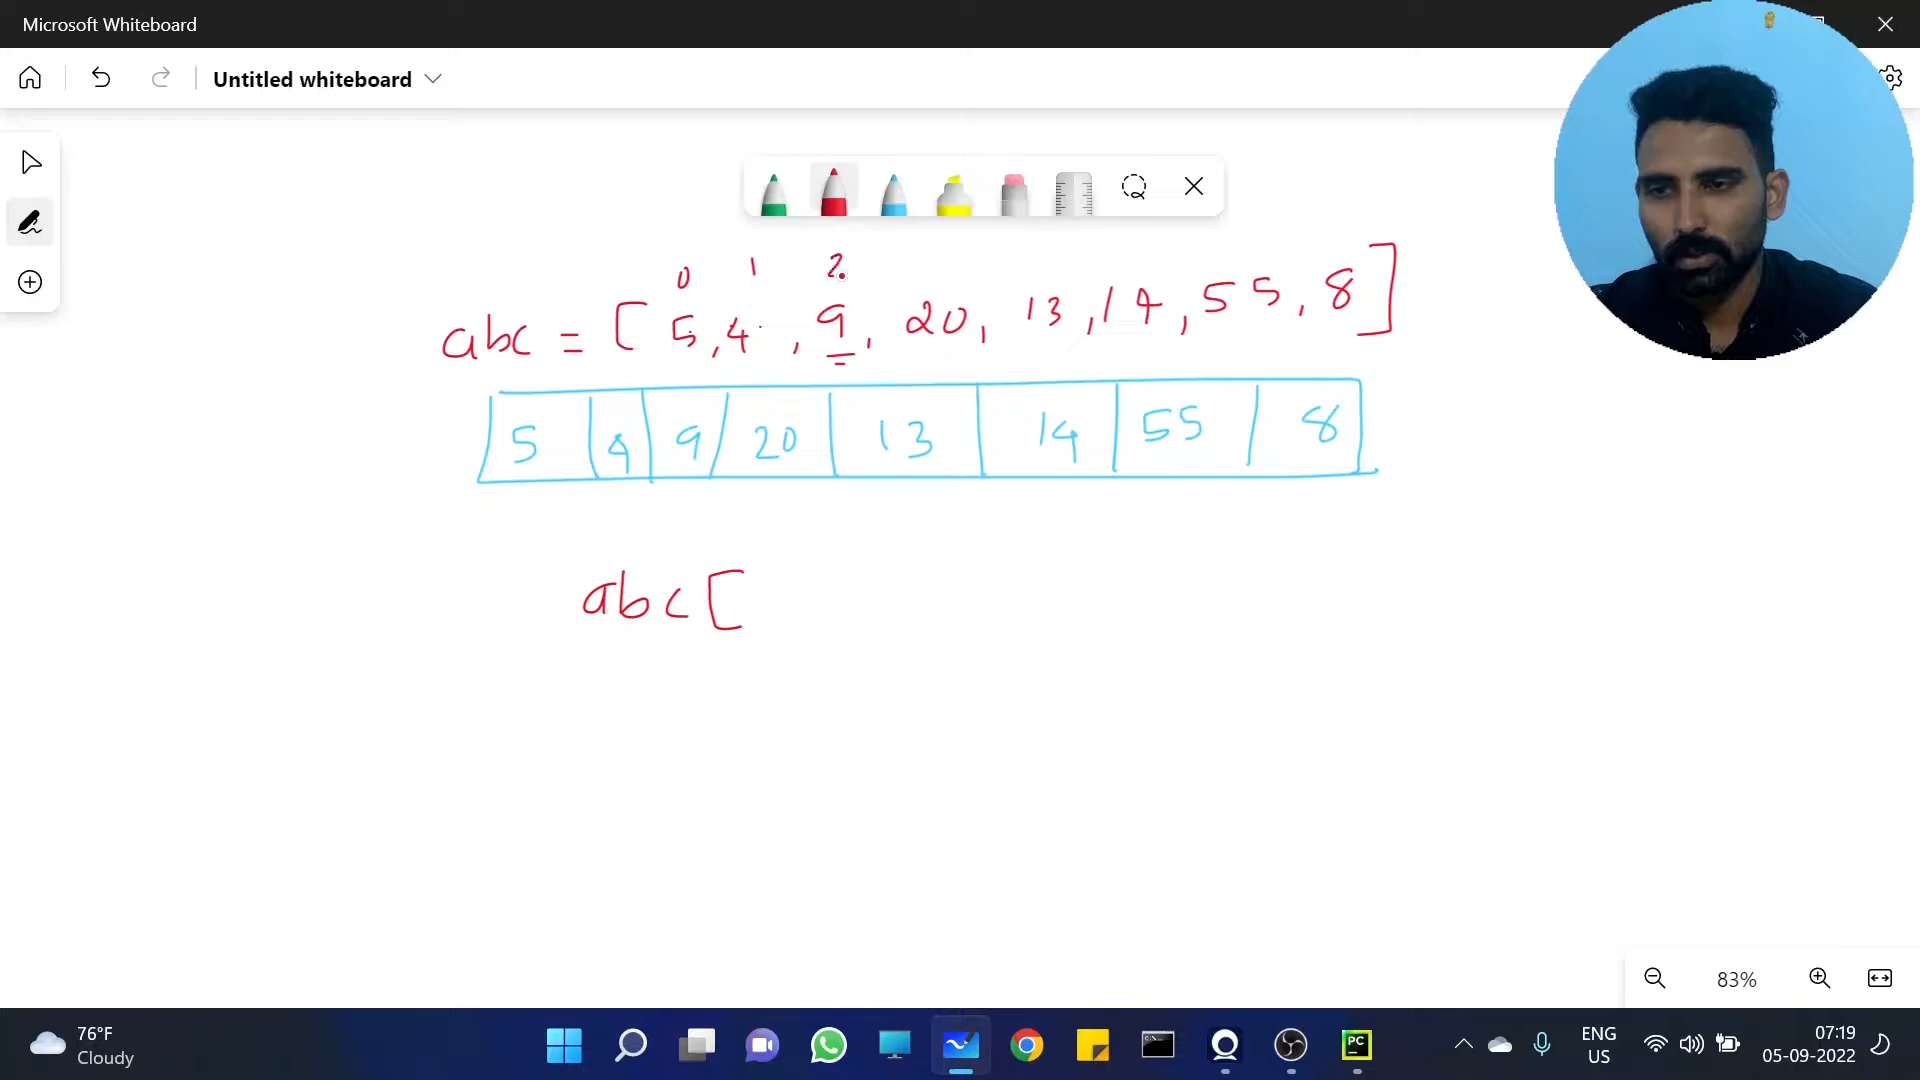 Microsoft Whiteboard
Untitled whiteboard
0 1 2
abc = [ 5, 4, 9, 20, 13, 14, 55, 8 ]
5 4 9 20 13 14 55 8
abc [
83%
76°F
Cloudy
PC
ENG
US
07:19
05-09-2022